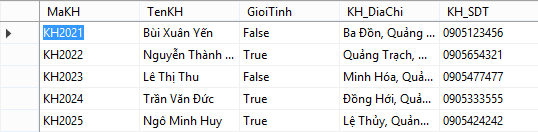 MaKH TenKH GioiTinh KH_DiaChi KH_SDT
KH2021 Bùi Xuân Yến False Ba Đồn, Quảng... 0905123456
KH2022 Nguyễn Thành ... True Quảng Trạch, ... 0905654321
KH2023 Lê Thị Thu False Minh Hóa, Quảng... 0905477477
KH2024 Trần Văn Đức True Đồng Hới, Quảng... 0905333555
KH2025 Ngô Minh Huy True Lệ Thủy, Quản... 0905424242